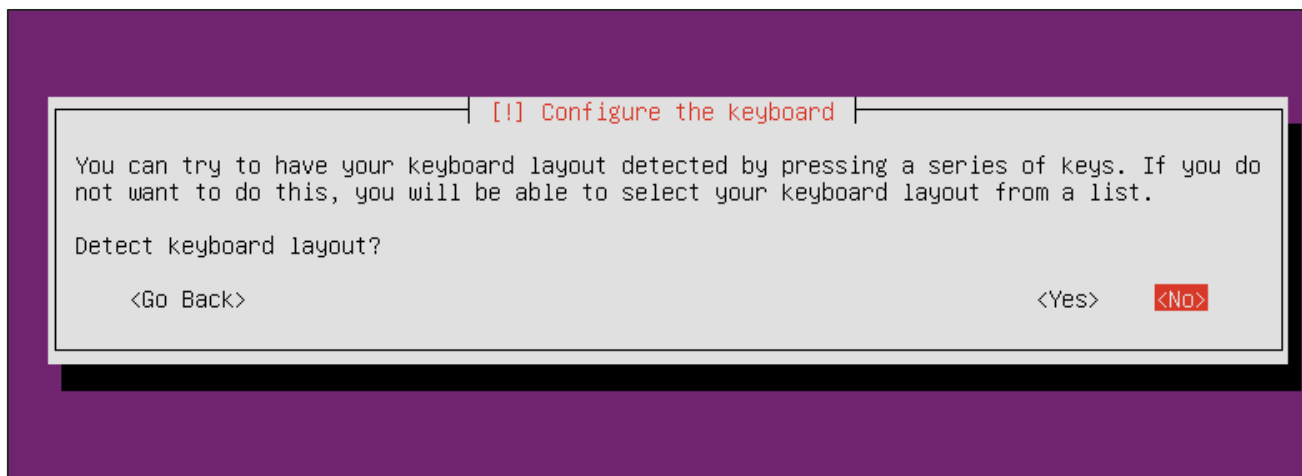 [!] Configure the keyboard
You can try to have your keyboard layout detected by pressing a series of keys. If you do
not want to do this, you will be able to select your keyboard layout from a list.
Detect keyboard layout?
<Go Back> <Yes> <No>